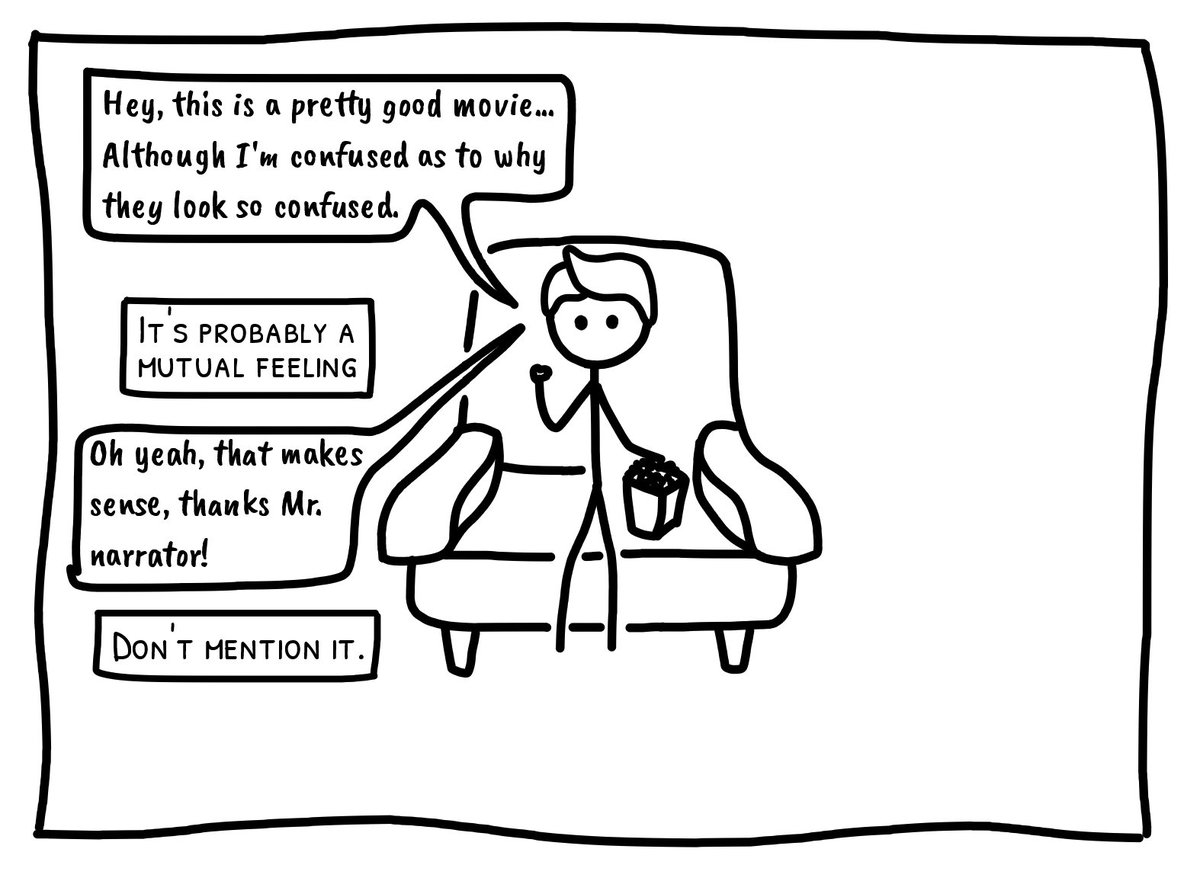 Hey, this is a pretty good movie...
Although I'm confused as to why
they look so confused.
It's probably a
mutual feeling
Oh yeah, that makes
sense, thanks Mr.
narrator!
Don't mention it.